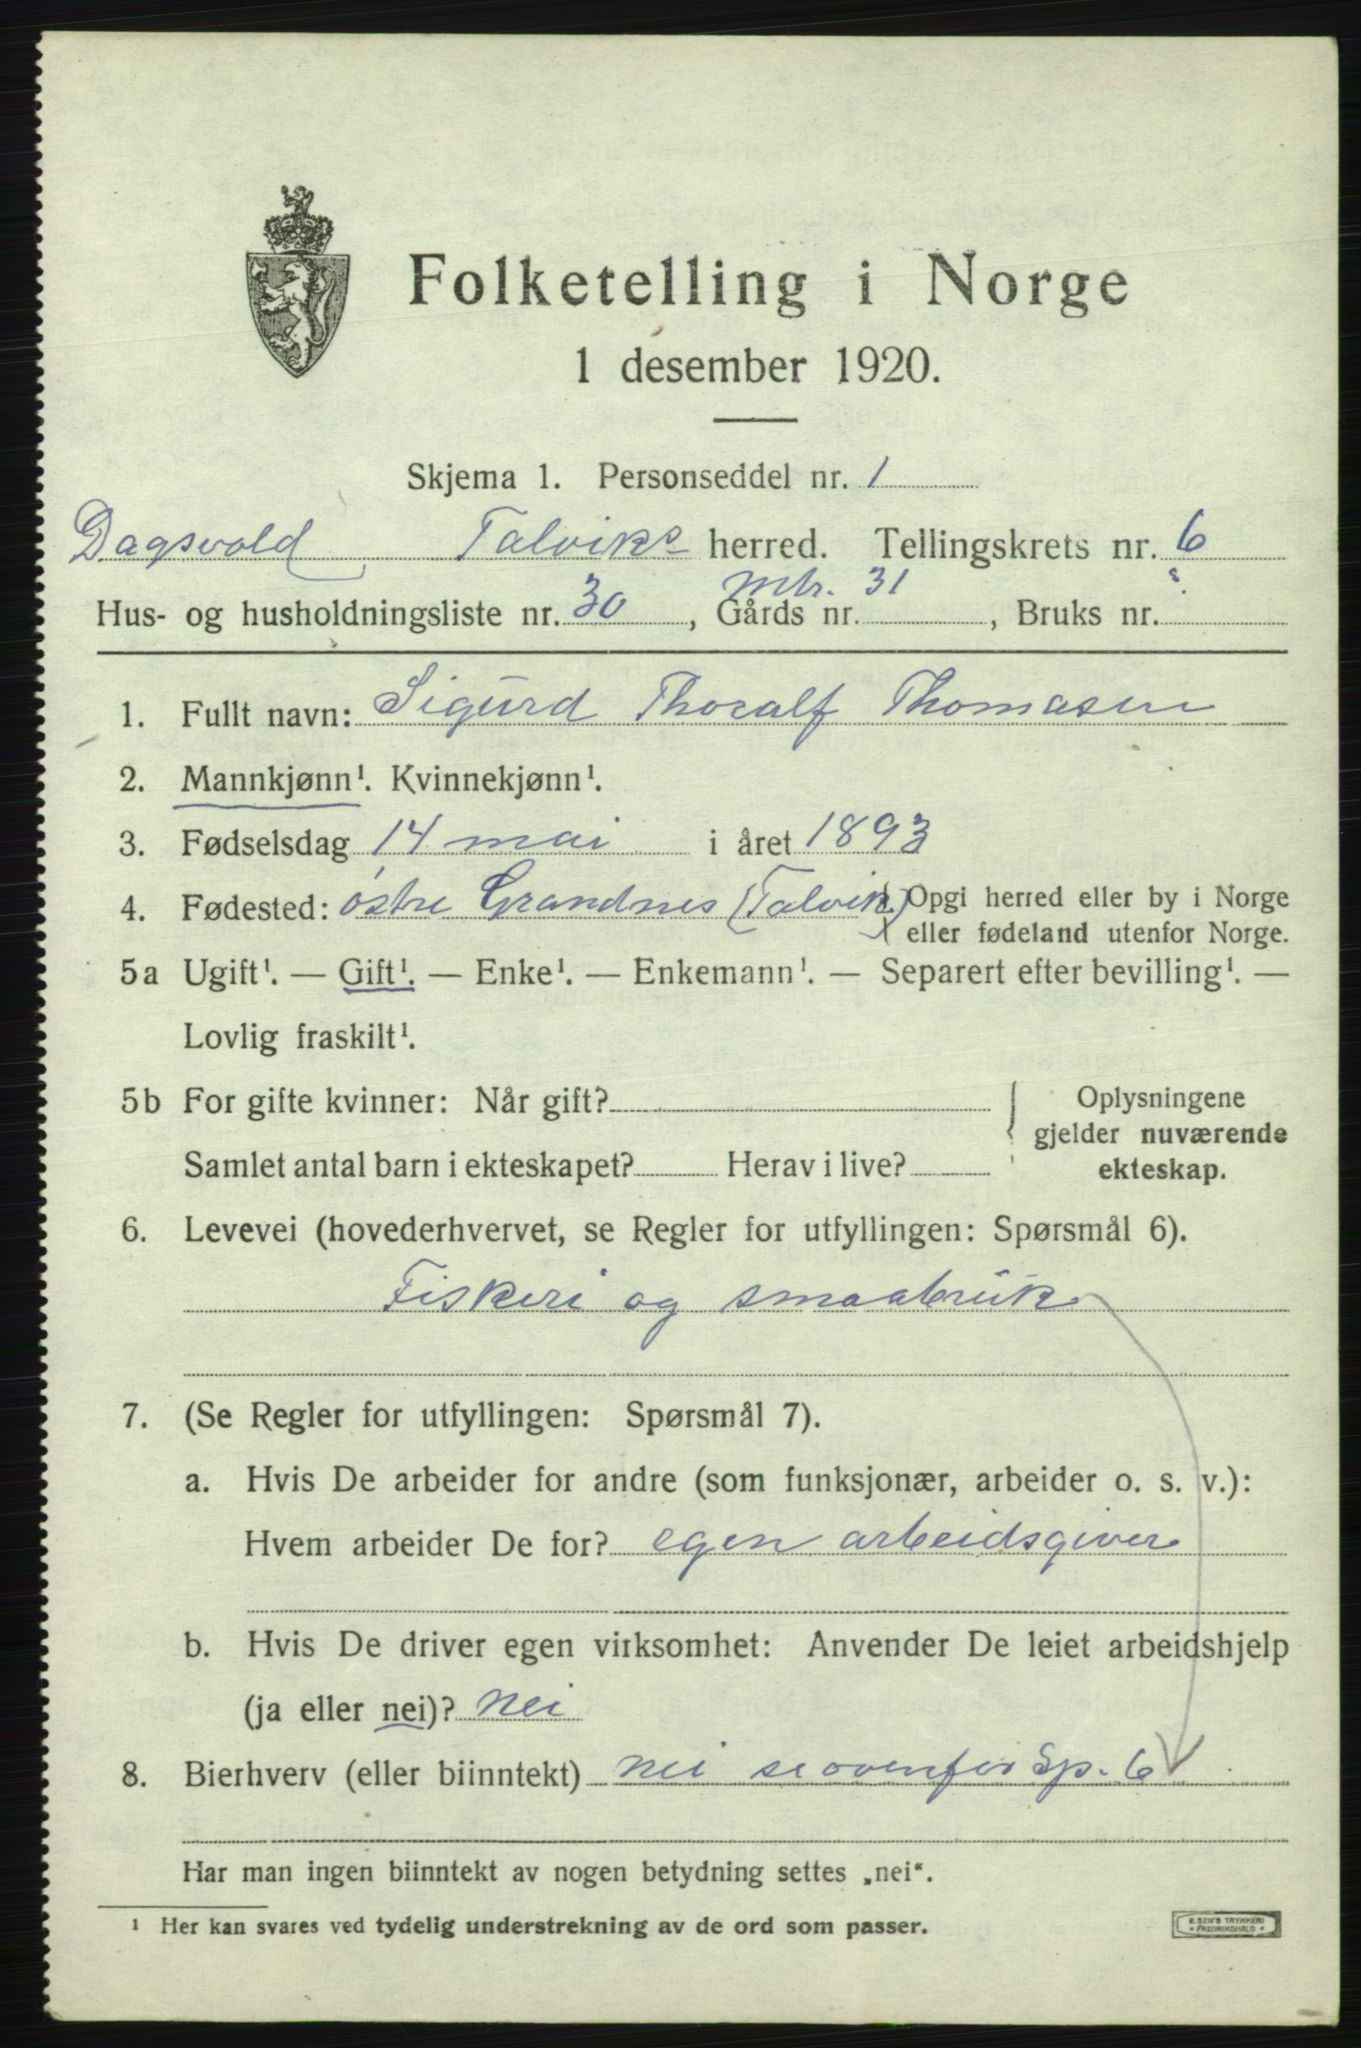 Folketelling i Norge
1 desember 1920.
Skjema 1. Personseddel nr. 1
Dagsvold Talviks herred. Tellingskrets nr. 6
Hus- og husholdningsliste nr. 30, Gårds nr. Mtr. 31, Bruks nr. ?
1. Fullt navn: Sigurd Thoralf Thomasen
2. Mannkjønn¹. Kvinnekjønn¹.
3. Fødselsdag 14 mai i året 1893
4. Fødested: østre Grandnes (Talvik) Opgi herred eller by i Norge
eller fødeland utenfor Norge.
5a Ugift¹. — Gift¹. — Enke¹. — Enkemann¹. — Separert efter bevilling¹. —
Lovlig fraskilt¹.
5b For gifte kvinner: Når gift? Oplysningene
gjelder nuværende
Samlet antal barn i ekteskapet? Herav i live? ekteskap.
6. Levevei (hovederhvervet, se Regler for utfyllingen: Spørsmål 6).
Fiskeri og smaabruk
7. (Se Regler for utfyllingen: Spørsmål 7).
a. Hvis De arbeider for andre (som funksjonær, arbeider o. s. v.):
Hvem arbeider De for? egen arbeidsgiver
b. Hvis De driver egen virksomhet: Anvender De leiet arbeidshjelp
(ja eller nei)? nei
8. Bierhverv (eller biinntekt) nei se ovenfor Sp. 6
Har man ingen biinntekt av nogen betydning settes „nei“.
¹ Her kan svares ved tydelig understrekning av de ord som passer.
E. SEM'S TRYKKERI
• FREDRIKSHALD •